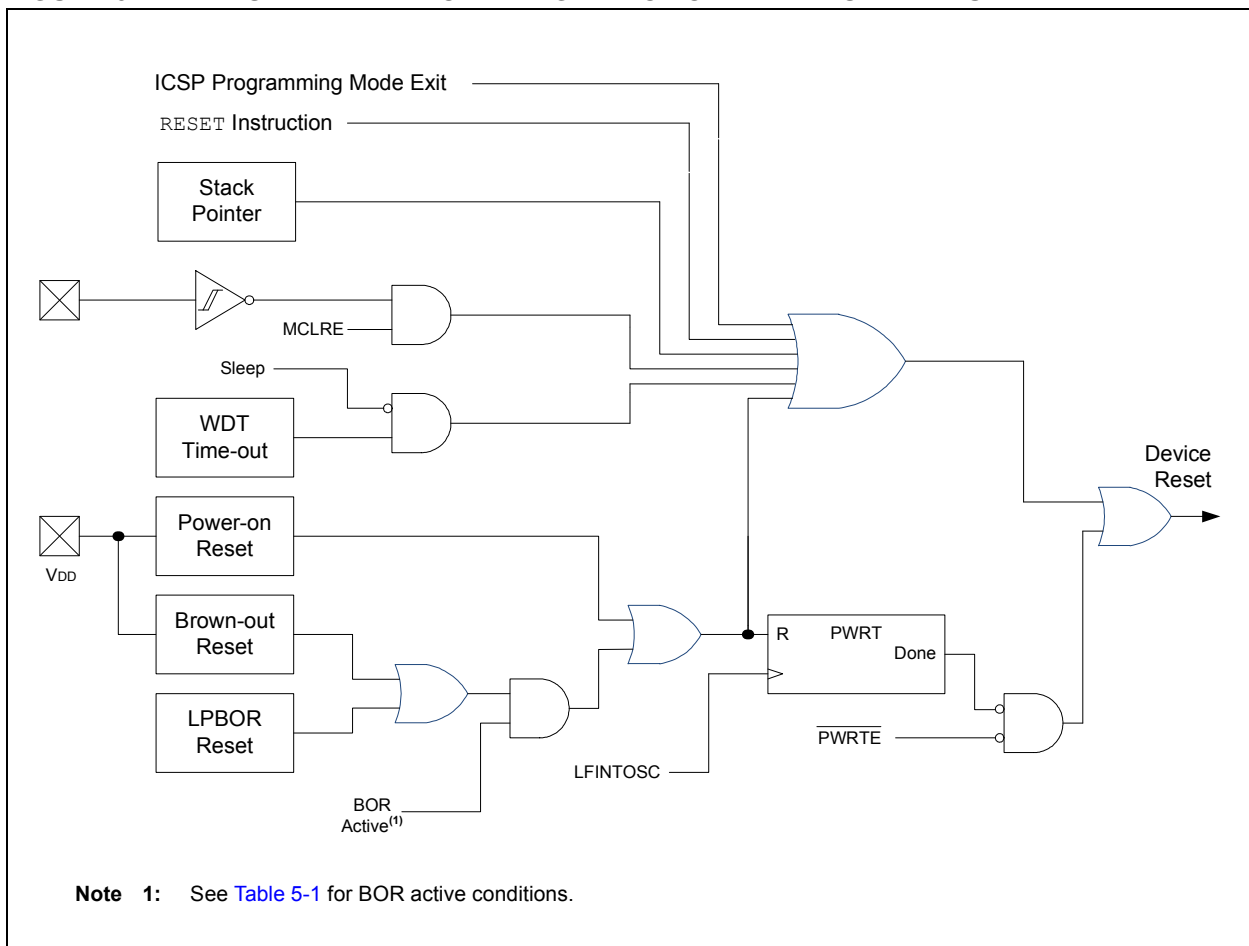 ICSP Programming Mode Exit
RESET Instruction
Stack
Pointer
MCLRE
Sleep
WDT
Time-out
Device
Reset
Power-on
Reset
VDD
Brown-out
Reset
R PWRT
Done
LPBOR
Reset
PWRTE
LFINTOSC
BOR
Active(1)
Note 1: See Table 5-1 for BOR active conditions.